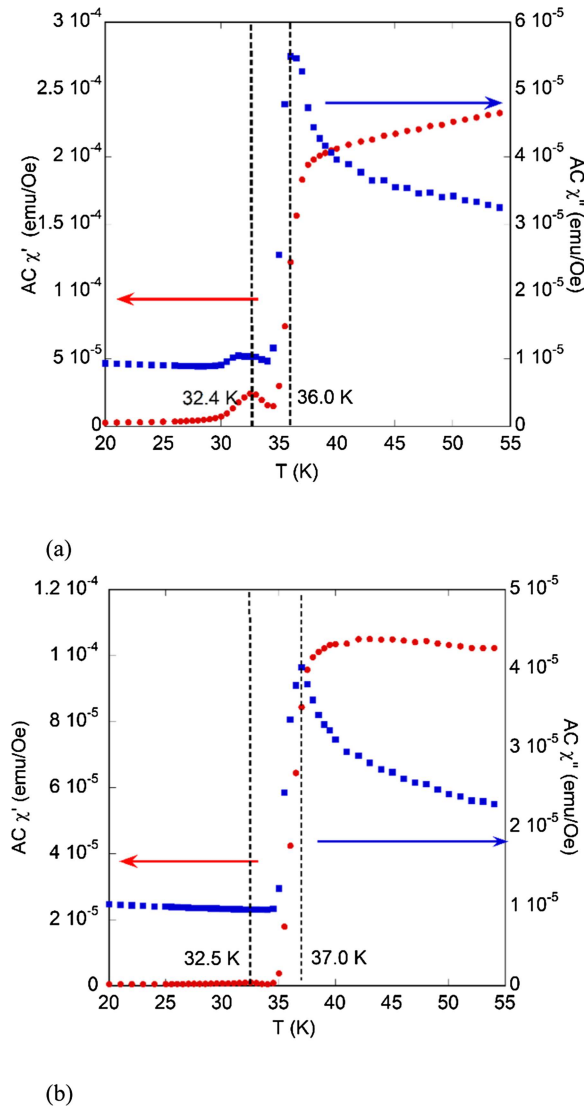 3 10⁻⁴
2.5 10⁻⁴
2 10⁻⁴
1.5 10⁻⁴
1 10⁻⁴
5 10⁻⁵
0
AC χ' (emu/Oe)
6 10⁻⁵
5 10⁻⁵
4 10⁻⁵
3 10⁻⁵
2 10⁻⁵
1 10⁻⁵
0
AC χ" (emu/Oe)
32.4 K
36.0 K
20 25 30 35 40 45 50 55
T (K)
(a)
1.2 10⁻⁴
1 10⁻⁴
8 10⁻⁵
6 10⁻⁵
4 10⁻⁵
2 10⁻⁵
0
AC χ' (emu/Oe)
5 10⁻⁵
4 10⁻⁵
3 10⁻⁵
2 10⁻⁵
1 10⁻⁵
0
AC χ" (emu/Oe)
32.5 K
37.0 K
20 25 30 35 40 45 50 55
T (K)
(b)